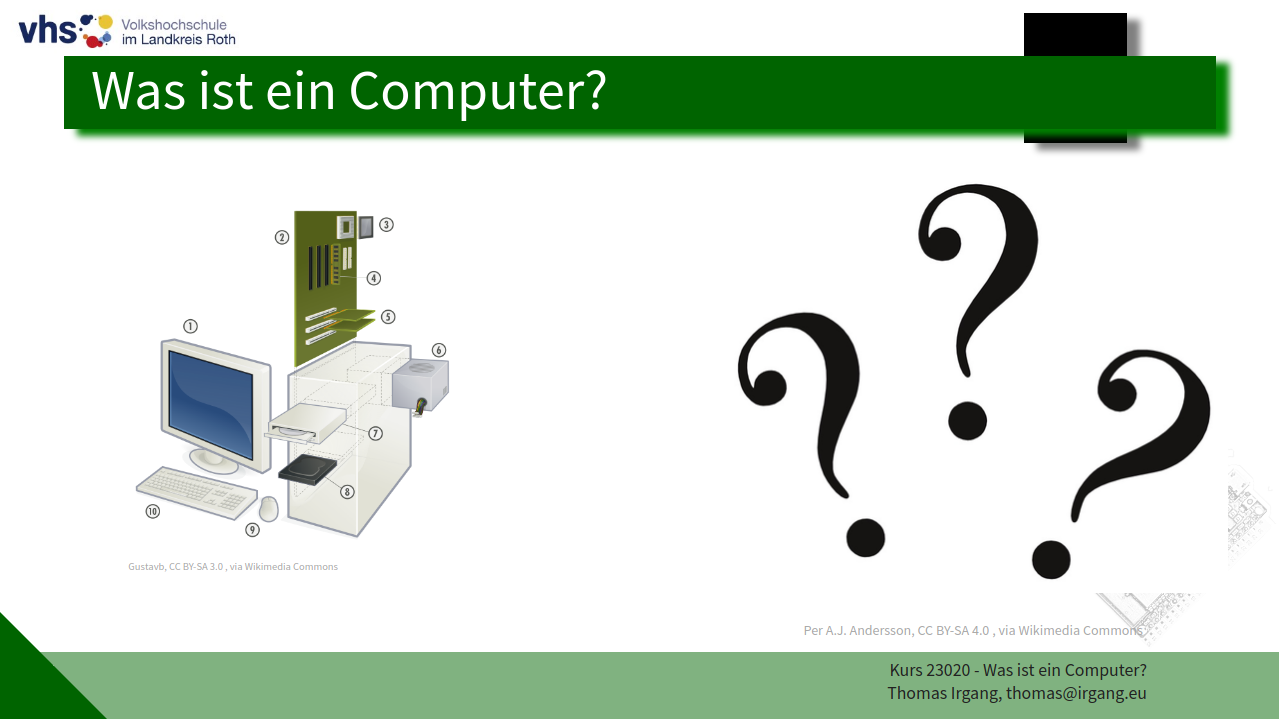 vhs
Volkshochschule
im Landkreis Roth
Was ist ein Computer?
1
2
3
4
5
6
7
8
9
10
???
Gustavb, CC BY-SA 3.0 , via Wikimedia Commons
Per A.J. Andersson, CC BY-SA 4.0 , via Wikimedia Commons
Kurs 23020 - Was ist ein Computer?
Thomas Irgang, thomas@irgang.eu